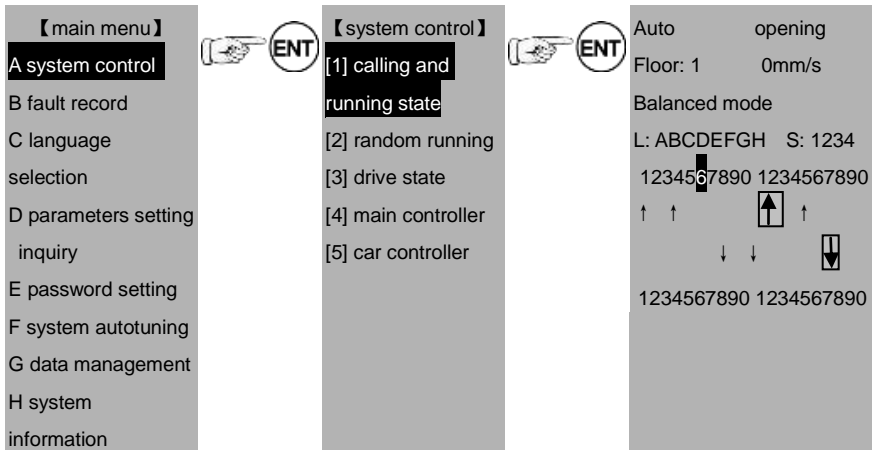 【main menu】
A system control
B fault record
C language
selection
D parameters setting
inquiry
E password setting
F system autotuning
G data management
H system
information
ENT
【system control】
[1] calling and
running state
[2] random running
[3] drive state
[4] main controller
[5] car controller
ENT
Auto opening
Floor: 1 0mm/s
Balanced mode
L: ABCDEFGH S: 1234
1234567890 1234567890
↑ ↑ ↑ ↑
↓ ↓ ↓
1234567890 1234567890